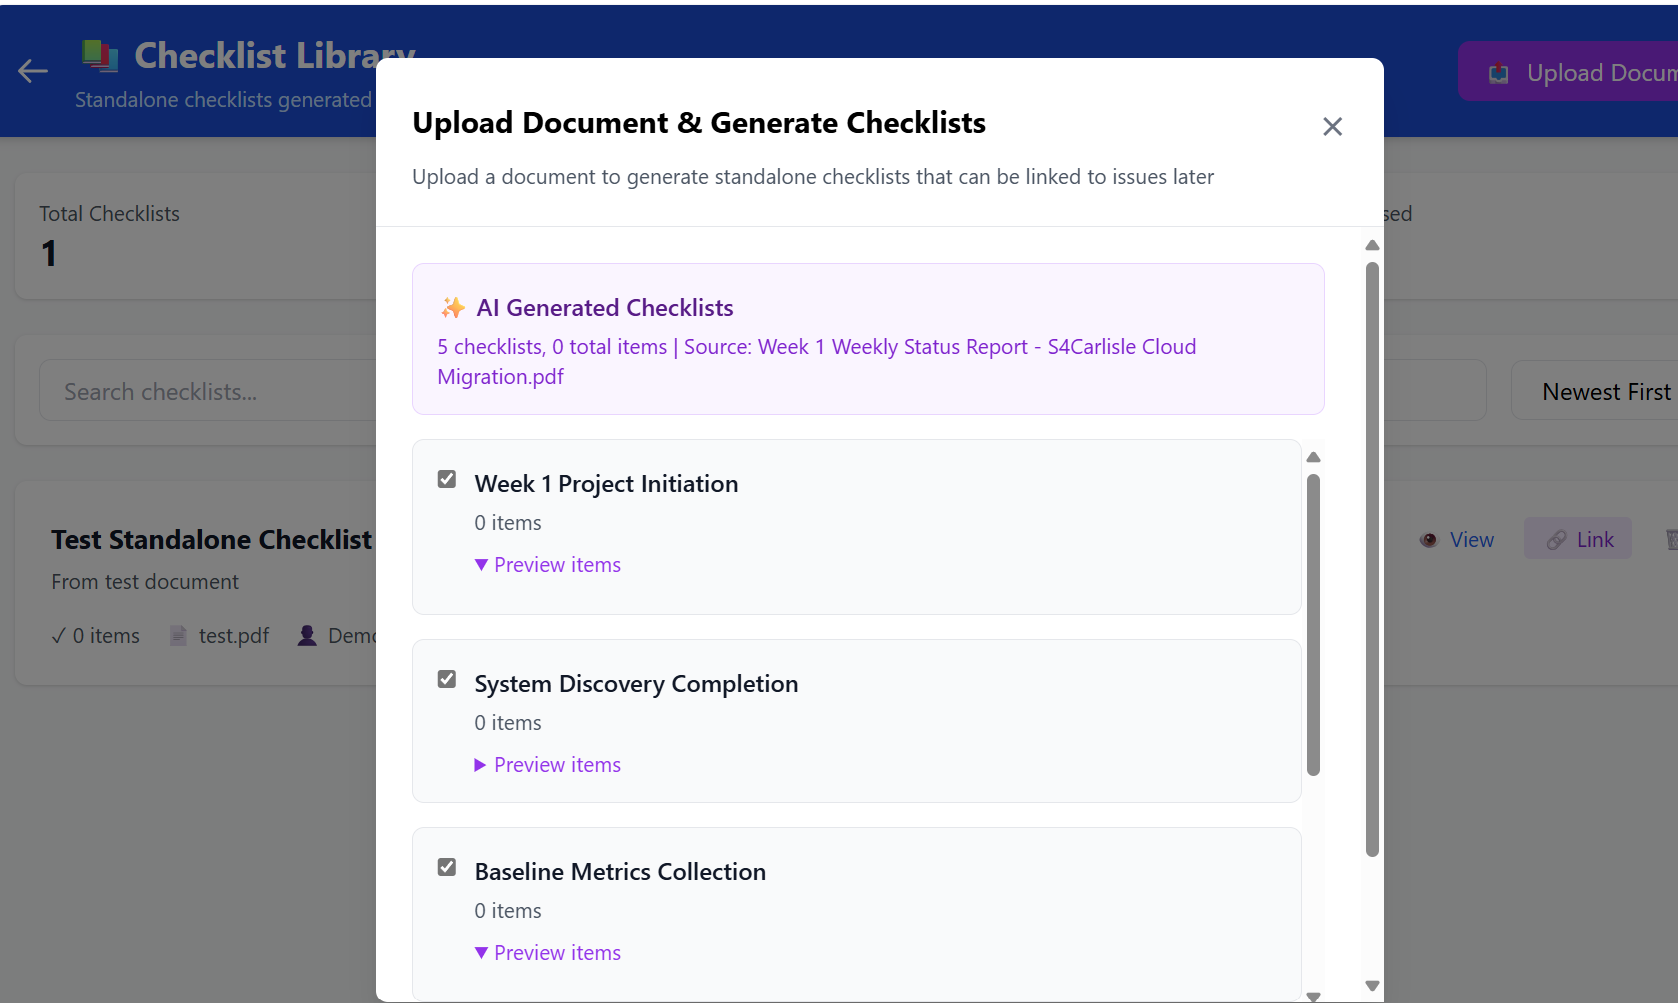 Checklist Library
Standalone checklists generated
Upload Docum
Upload Document & Generate Checklists
Upload a document to generate standalone checklists that can be linked to issues later
Total Checklists
1
sed
✨ AI Generated Checklists
5 checklists, 0 total items | Source: Week 1 Weekly Status Report - S4Carlisle Cloud
Migration.pdf
Search checklists...
Newest First
Week 1 Project Initiation
0 items
▼ Preview items
Test Standalone Checklist
From test document
✓ 0 items test.pdf Demo
View Link
System Discovery Completion
0 items
▶ Preview items
Baseline Metrics Collection
0 items
▼ Preview items